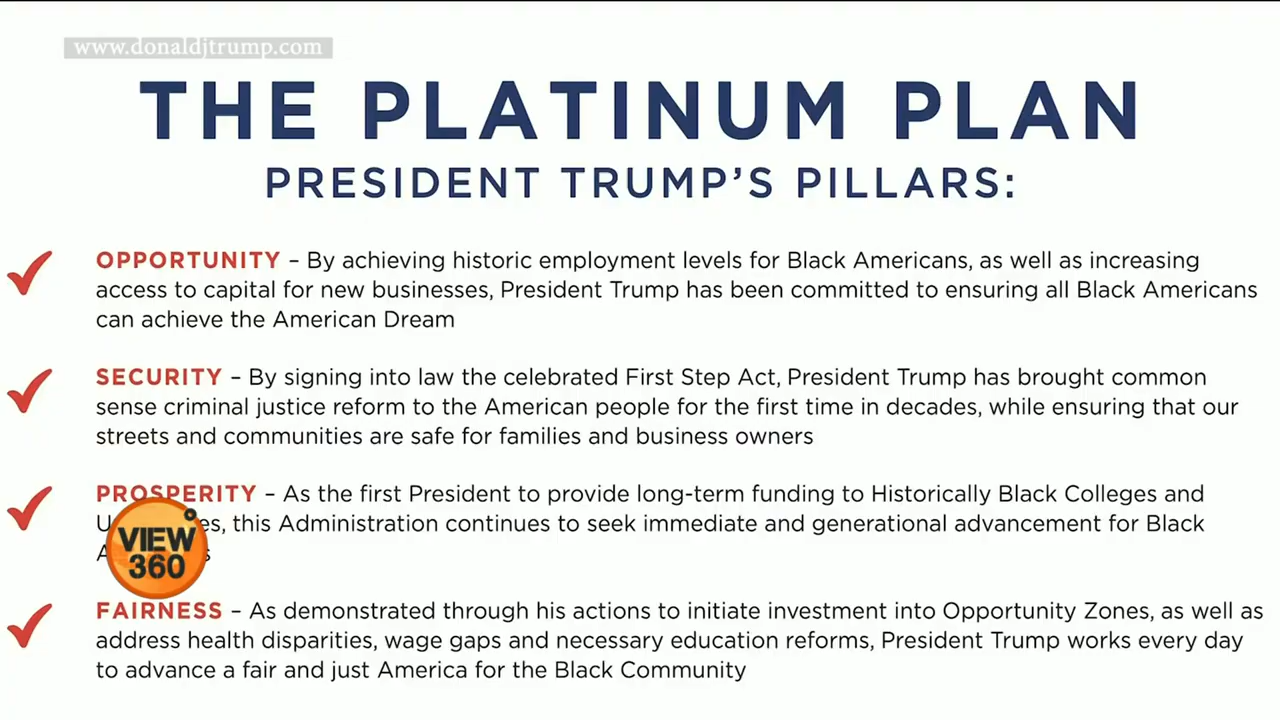 www.donaldjtrump.com
THE PLATINUM PLAN
PRESIDENT TRUMP'S PILLARS:
OPPORTUNITY – By achieving historic employment levels for Black Americans, as well as increasing
access to capital for new businesses, President Trump has been committed to ensuring all Black Americans
can achieve the American Dream
SECURITY – By signing into law the celebrated First Step Act, President Trump has brought common
sense criminal justice reform to the American people for the first time in decades, while ensuring that our
streets and communities are safe for families and business owners
PROSPERITY – As the first President to provide long-term funding to Historically Black Colleges and
this Administration continues to seek immediate and generational advancement for Black
VIEW°
360
FAIRNESS – As demonstrated through his actions to initiate investment into Opportunity Zones, as well as
address health disparities, wage gaps and necessary education reforms, President Trump works every day
to advance a fair and just America for the Black Community